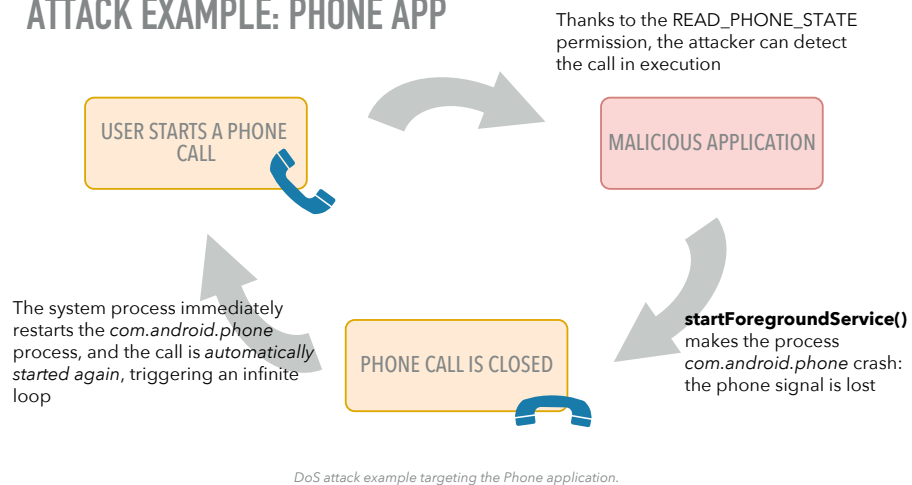 ATTACK EXAMPLE: PHONE APP
Thanks to the READ_PHONE_STATE
permission, the attacker can detect
the call in execution
USER STARTS A PHONE
CALL
MALICIOUS APPLICATION
The system process immediately
restarts the com.android.phone
process, and the call is automatically
started again, triggering an infinite
loop
PHONE CALL IS CLOSED
startForegroundService()
makes the process
com.android.phone crash:
the phone signal is lost
DoS attack example targeting the Phone application.